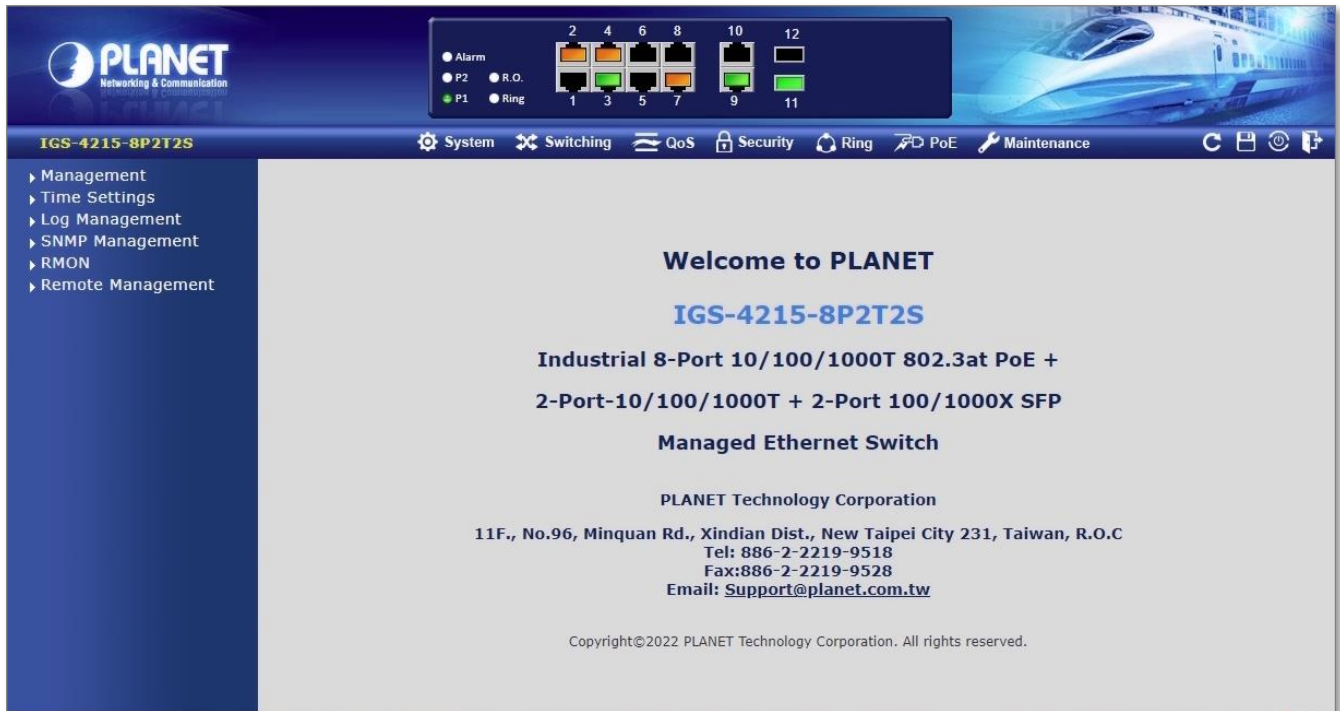 PLANET
Networking & Communication
2 4 6 8 10 12
Alarm
P2 R.O.
P1 Ring
1 3 5 7 9 11
IGS-4215-8P2T2S
System Switching QoS Security Ring PoE Maintenance
Management
Time Settings
Log Management
SNMP Management
RMON
Remote Management
Welcome to PLANET
IGS-4215-8P2T2S
Industrial 8-Port 10/100/1000T 802.3at PoE +
2-Port-10/100/1000T + 2-Port 100/1000X SFP
Managed Ethernet Switch
PLANET Technology Corporation
11F., No.96, Minquan Rd., Xindian Dist., New Taipei City 231, Taiwan, R.O.C
Tel: 886-2-2219-9518
Fax:886-2-2219-9528
Email: Support@planet.com.tw
Copyright©2022 PLANET Technology Corporation. All rights reserved.